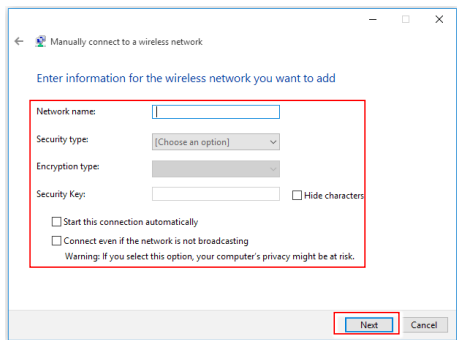 Manually connect to a wireless network
Enter information for the wireless network you want to add
Network name:
Security type: [Choose an option]
Encryption type:
Security Key: Hide characters
Start this connection automatically
Connect even if the network is not broadcasting
Warning: If you select this option, your computer's privacy might be at risk.
Next Cancel